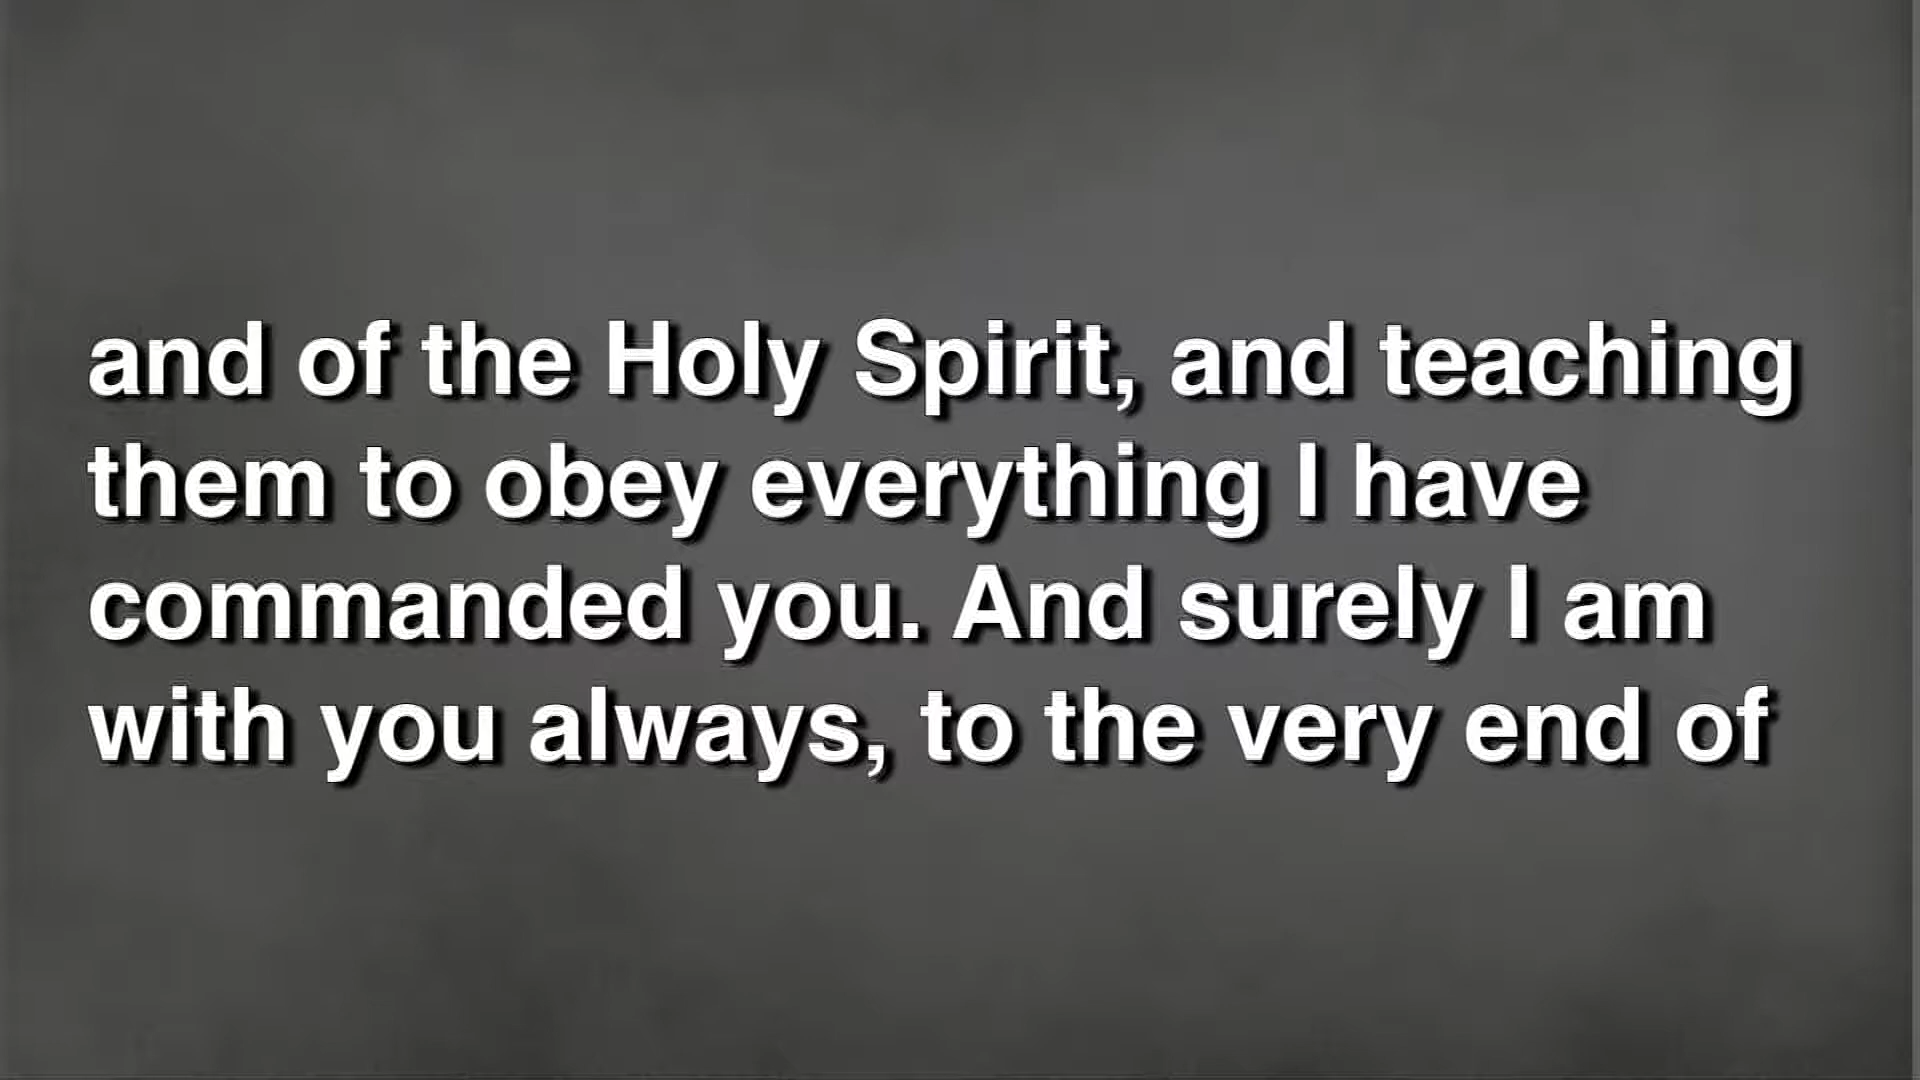 and of the Holy Spirit, and teaching
them to obey everything I have
commanded you. And surely I am
with you always, to the very end of